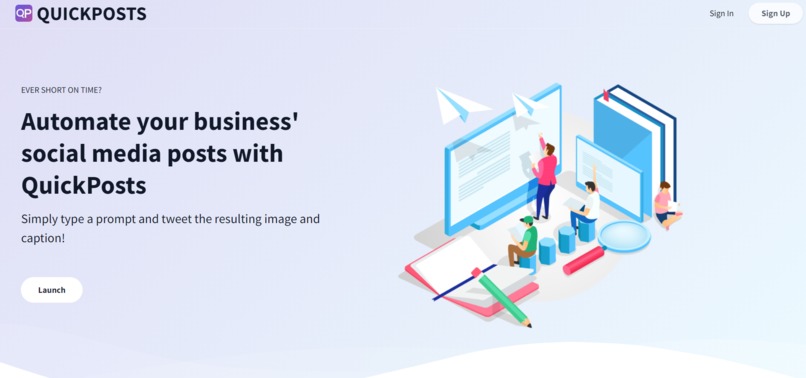 QP QUICKPOSTS
Sign In
Sign Up
EVER SHORT ON TIME?
Automate your business'
social media posts with
QuickPosts
Simply type a prompt and tweet the resulting image and
caption!
Launch